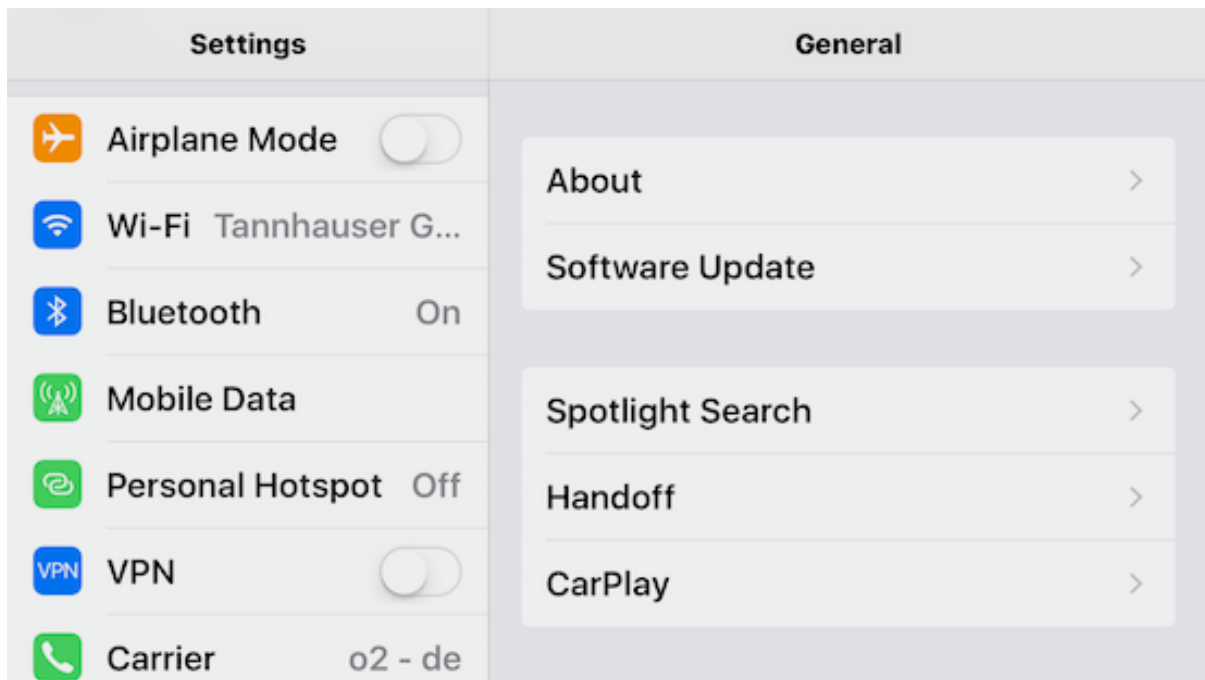 Settings
Airplane Mode
Wi-Fi Tannhauser G...
Bluetooth On
Mobile Data
Personal Hotspot Off
VPN VPN
Carrier o2 - de
General
About
Software Update
Spotlight Search
Handoff
CarPlay